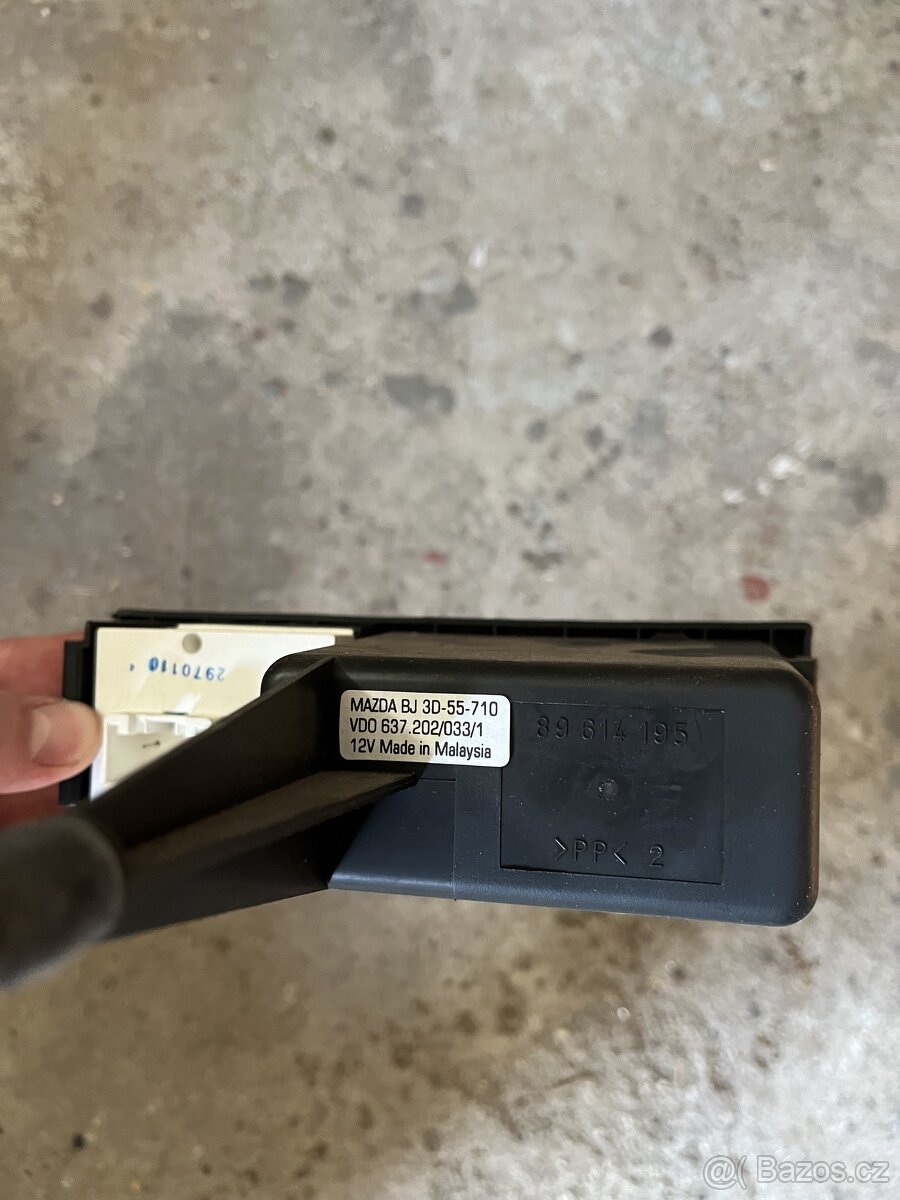 2970110
MAZDA BJ 3D-55-710
VDO 637.202/033/1
12V Made in Malaysia
89 614 195
>PP< 2
@( Bazos.cz